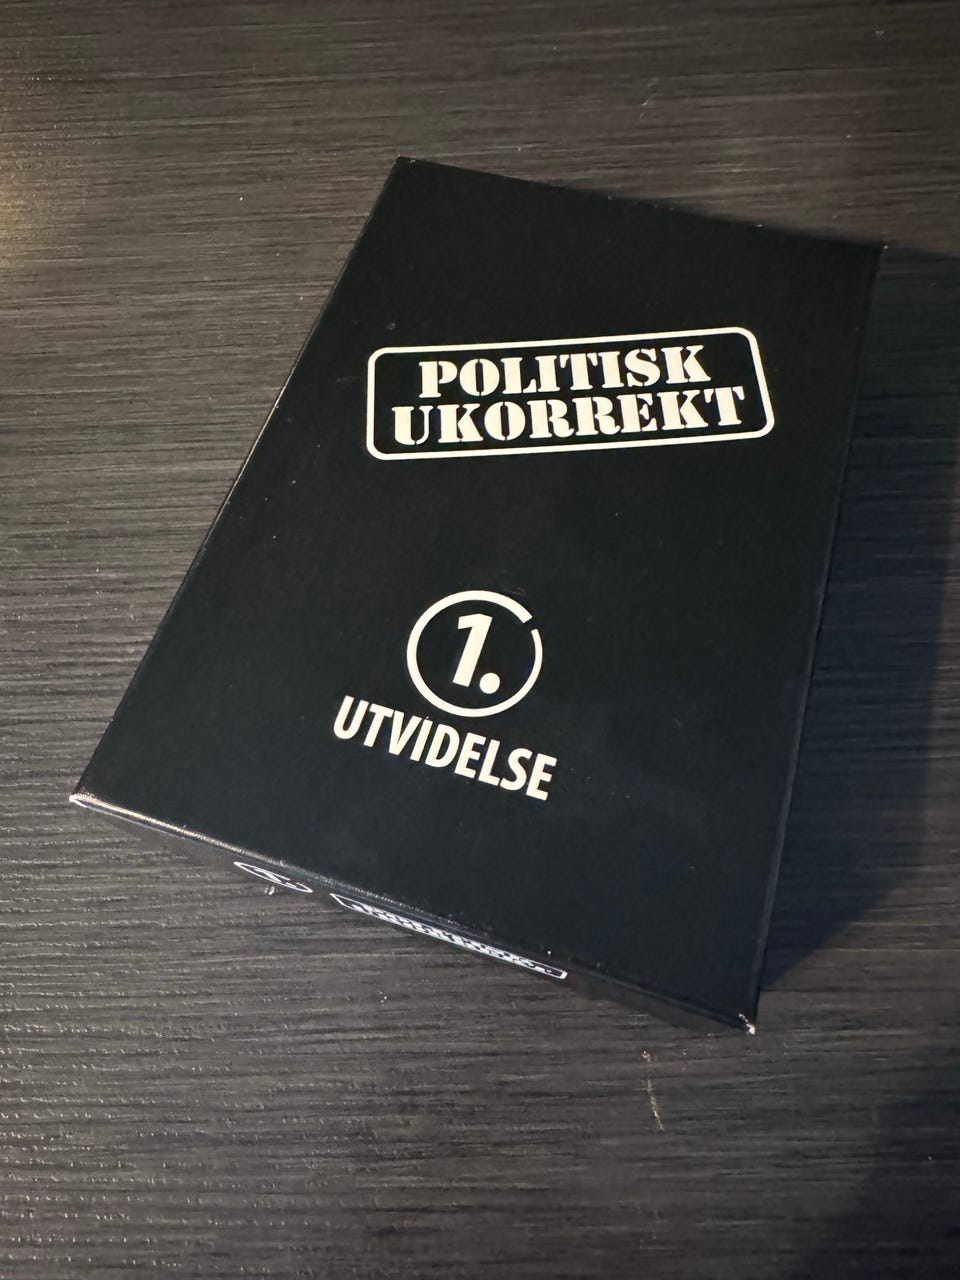 POLITISK
UKORREKT
1.
UTVIDELSE